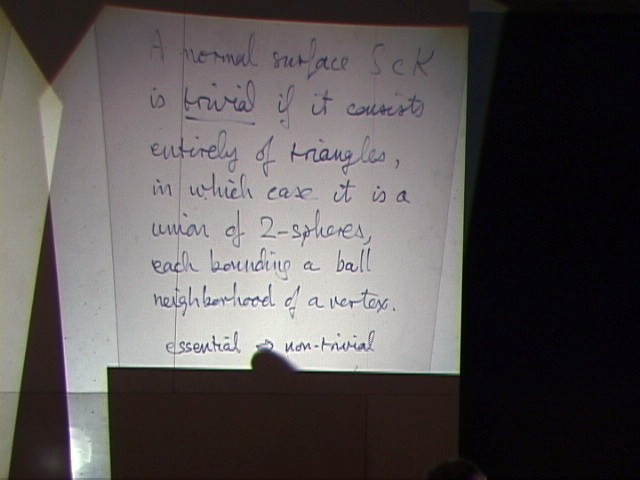 A normal surface S ⊂ K
is trivial if it consists
entirely of triangles,
in which case it is a
union of 2-spheres,
each bounding a ball
neighborhood of a vertex.
essential ⇒ non-trivial